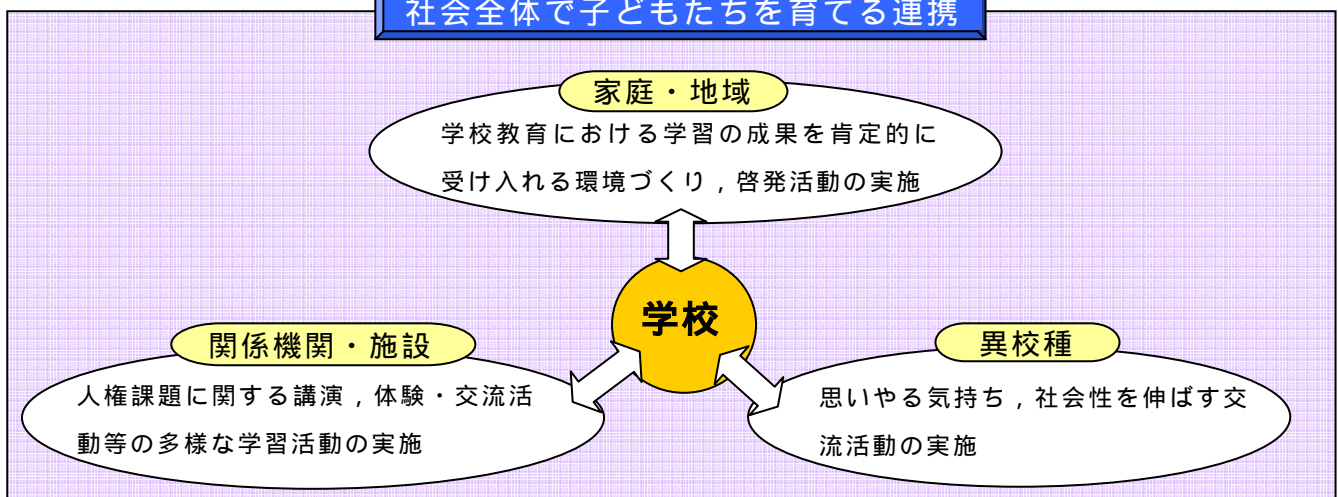 社会全体で子どもたちを育てる連携
家庭・地域
学校教育における学習の成果を肯定的に
受け入れる環境づくり，啓発活動の実施
学校
関係機関・施設
人権課題に関する講演，体験・交流活
動等の多様な学習活動の実施
異校種
思いやる気持ち，社会性を伸ばす交
流活動の実施